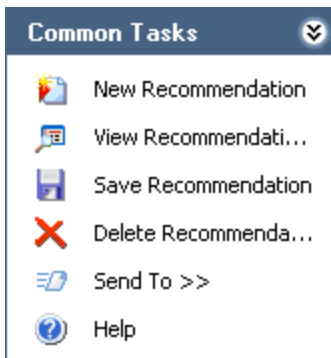 Common Tasks
New Recommendation
View Recommendati...
Save Recommendation
Delete Recommenda...
Send To >>
Help